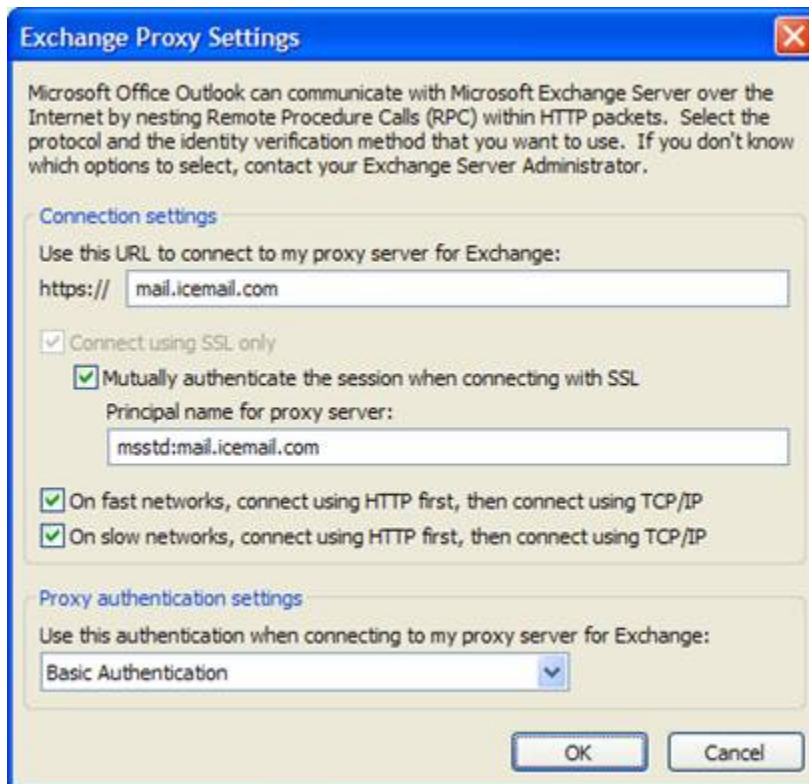 Exchange Proxy Settings
Microsoft Office Outlook can communicate with Microsoft Exchange Server over the
Internet by nesting Remote Procedure Calls (RPC) within HTTP packets. Select the
protocol and the identity verification method that you want to use. If you don't know
which options to select, contact your Exchange Server Administrator.
Connection settings
Use this URL to connect to my proxy server for Exchange:
https:// mail.icemail.com
Connect using SSL only
Mutually authenticate the session when connecting with SSL
Principal name for proxy server:
msstd:mail.icemail.com
On fast networks, connect using HTTP first, then connect using TCP/IP
On slow networks, connect using HTTP first, then connect using TCP/IP
Proxy authentication settings
Use this authentication when connecting to my proxy server for Exchange:
Basic Authentication
OK Cancel